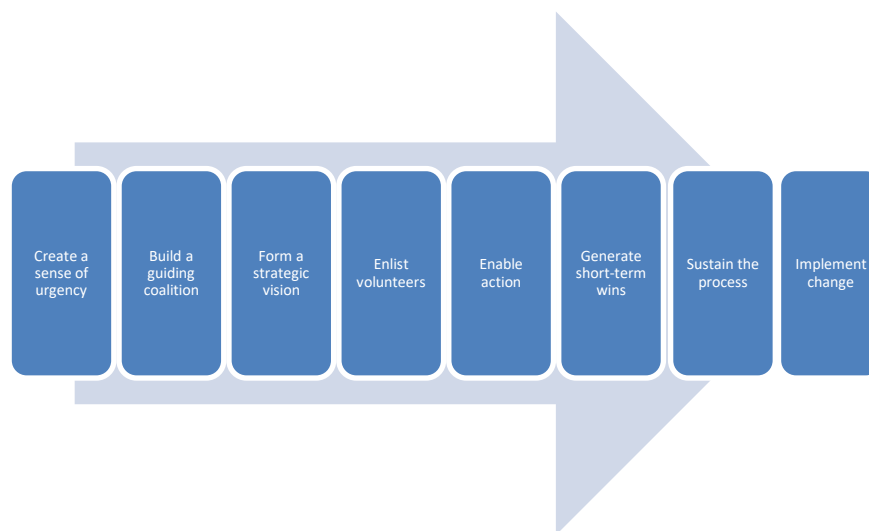 Create a
sense of
urgency
Build a
guiding
coalition
Form a
strategic
vision
Enlist
volunteers
Enable
action
Generate
short-term
wins
Sustain the
process
Implement
change